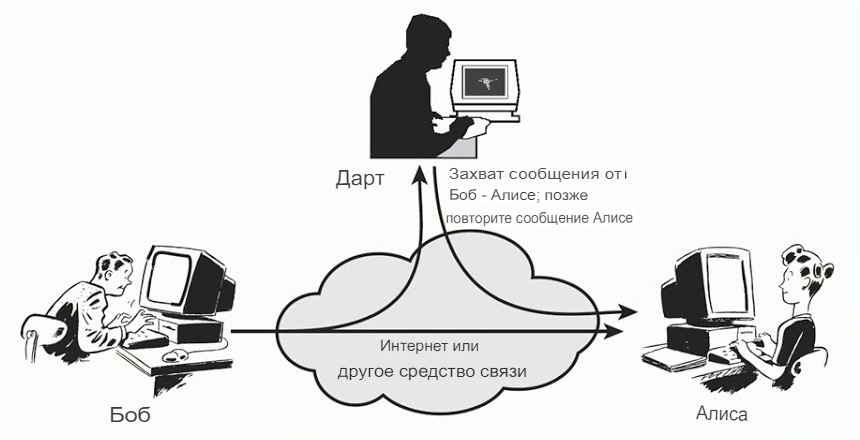 Дарт
Захват сообщения от
Боб - Алисе; позже
повторите сообщение Алисе
Интернет или
другое средство связи
Боб
Алиса